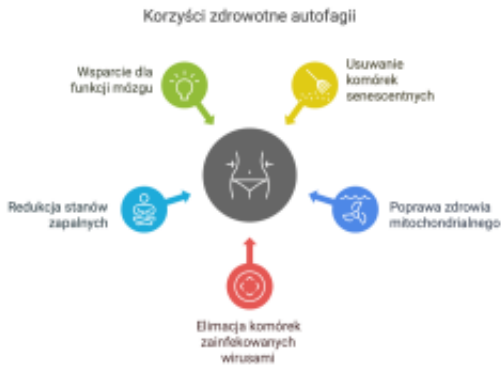 Korzyści zdrowotne autofagii
Wsparcie dla
funkcji mózgu
Usuwanie
komórek
senescentnych
Redukcja stanów
zapalnych
Poprawa zdrowia
mitochondrialnego
Elimacja komórek
zainfekowanych
wirusami